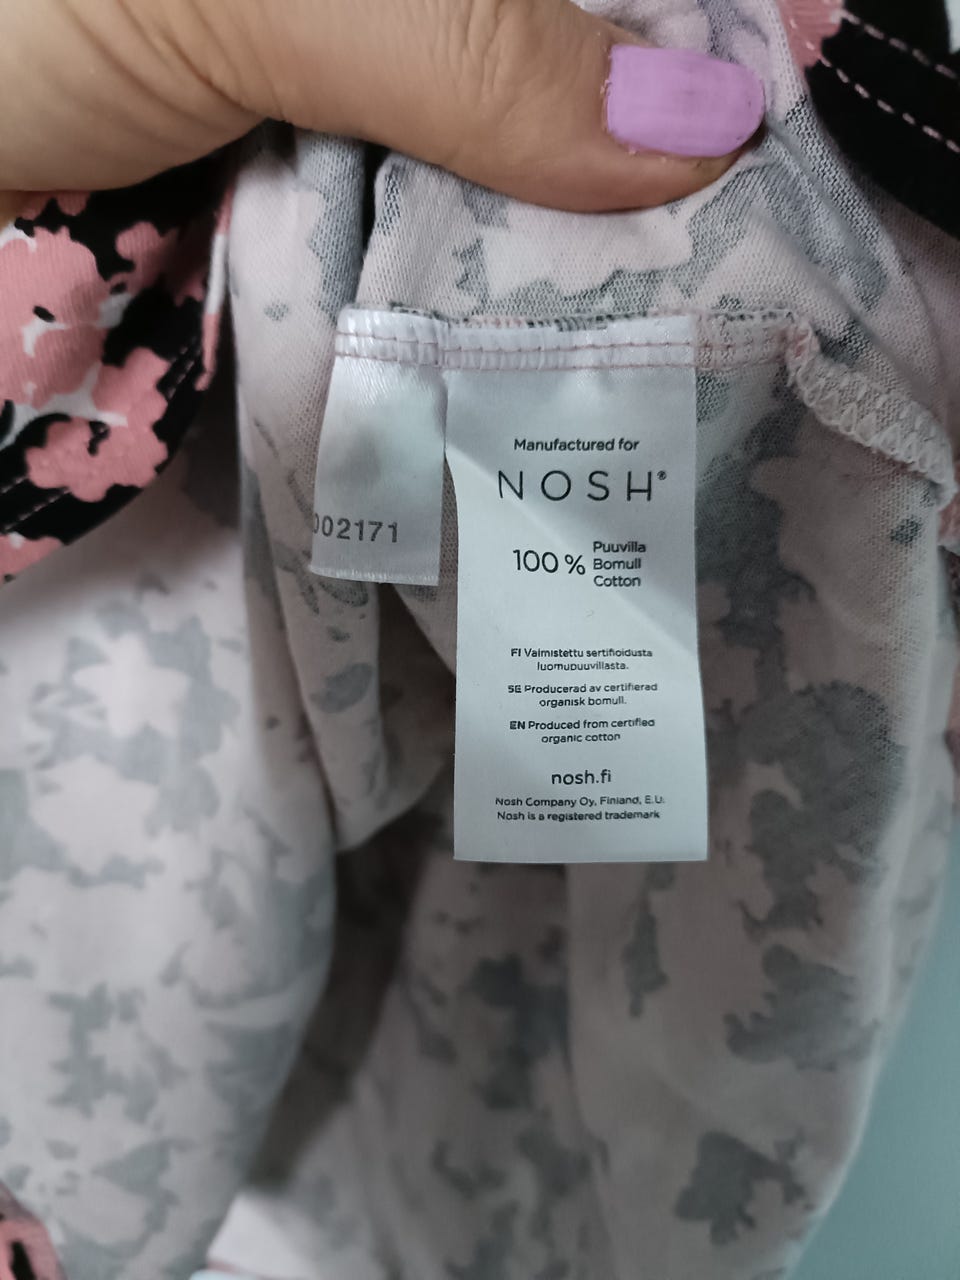 002171
Manufactured for
NOSH®
100 %
Puuvilla
Bomull
Cotton
FI Valmistettu sertifioidusta
luomupuuvillasta.
SE Producerad av certifierad
organisk bomull.
EN Produced from certified
organic cotton
nosh.fi
Nosh Company Oy, Finland, E.U.
Nosh is a registered trademark